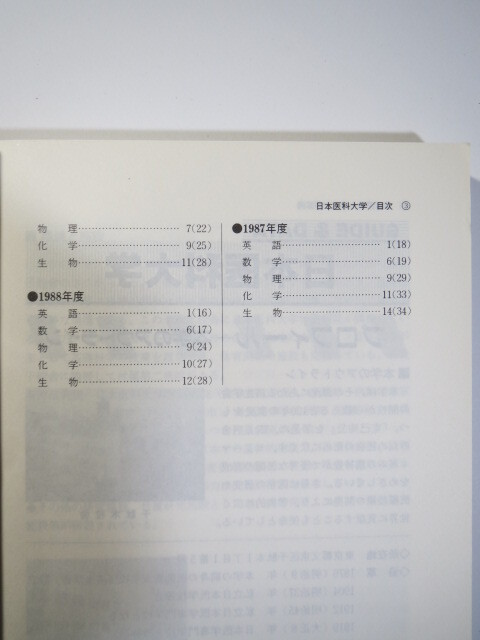 日本医科大学／目次 ③
物 理 7(22)
化 学 9(25)
生 物 11(28)
●1988年度
英 語 1(16)
数 学 6(17)
物 理 9(24)
化 学 10(27)
生 物 12(28)
●1987年度
英 語 1(18)
数 学 6(19)
物 理 9(29)
化 学 11(33)
生 物 14(34)